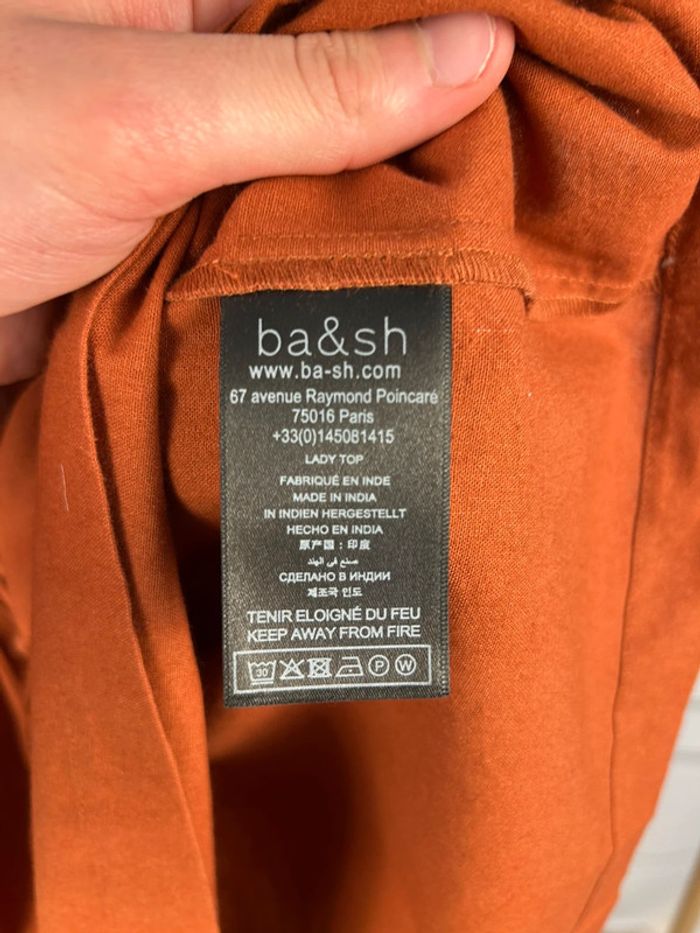 ba&sh
www.ba-sh.com
67 avenue Raymond Poincaré
75016 Paris
+33(0)145081415
LADY TOP
FABRIQUÉ EN INDE
MADE IN INDIA
IN INDIEN HERGESTELLT
HECHO EN INDIA
原产国：印度
صنع في الهند
СДЕЛАНО В ИНДИИ
제조국 인도
TENIR ELOIGNÉ DU FEU
KEEP AWAY FROM FIRE
30 P W